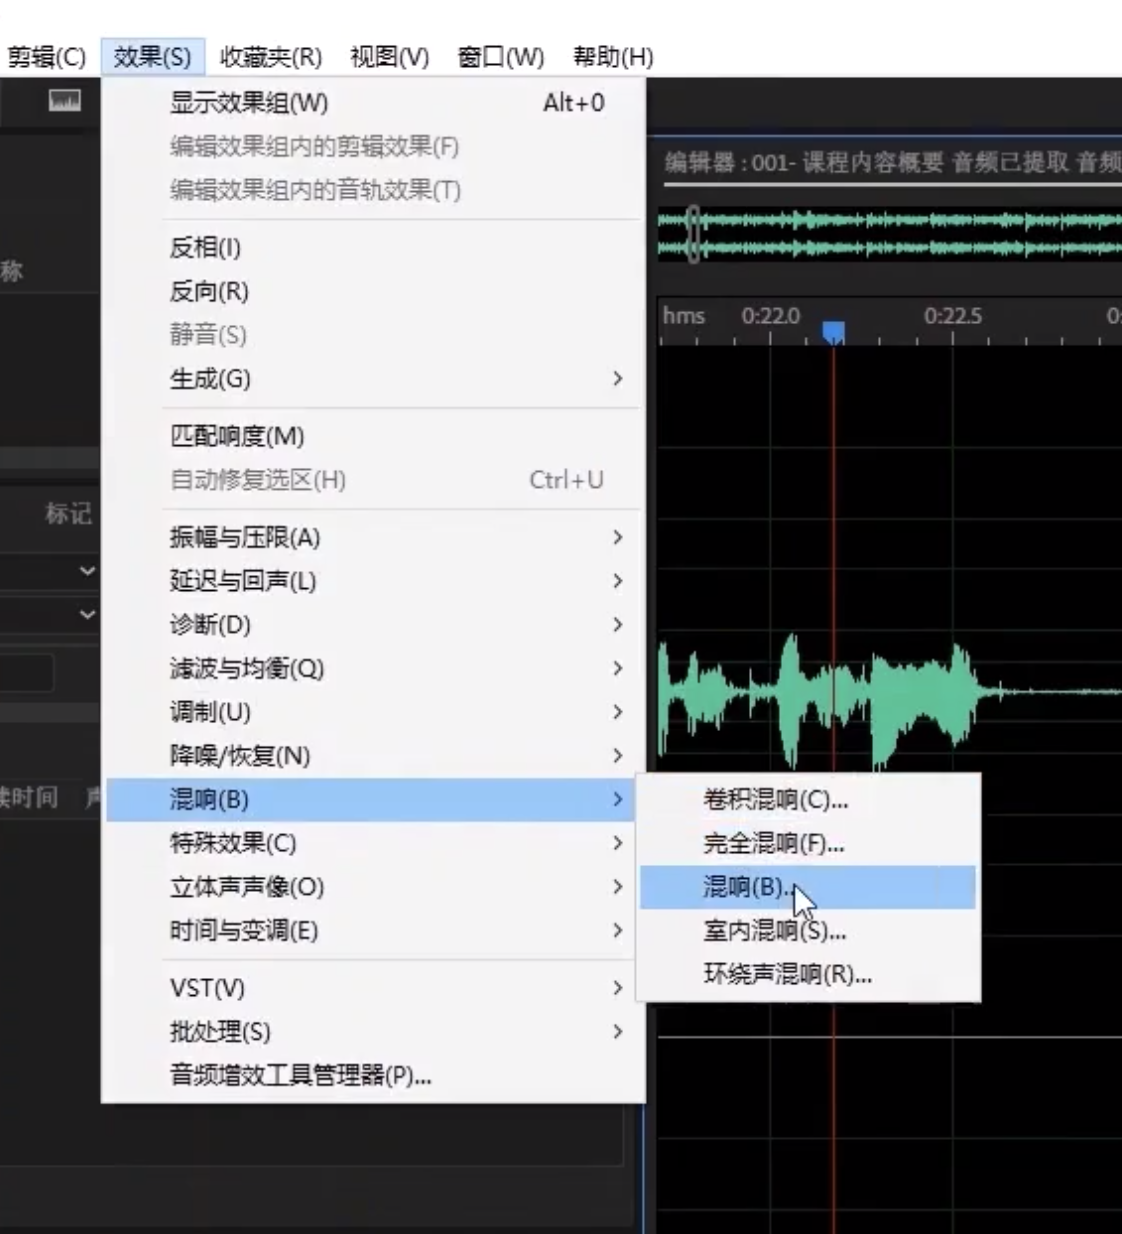 剪辑(C) 效果(S) 收藏夹(R) 视图(V) 窗口(W) 帮助(H)
显示效果组(W) Alt+0
编辑效果组内的剪辑效果(F)
编辑效果组内的音轨效果(T)
反相(I)
反向(R)
静音(S)
生成(G)
匹配响度(M)
自动修复选区(H) Ctrl+U
振幅与压限(A)
延迟与回声(L)
诊断(D)
滤波与均衡(Q)
调制(U)
降噪/恢复(N)
混响(B)
特殊效果(C)
立体声声像(O)
时间与变调(E)
VST(V)
批处理(S)
音频增效工具管理器(P)...
卷积混响(C)...
完全混响(F)...
混响(B)...
室内混响(S)...
环绕声混响(R)...
称
标记
续时间 声
编辑器 : 001- 课程内容概要 音频已提取 音频
hms 0:22.0 0:22.5 0: